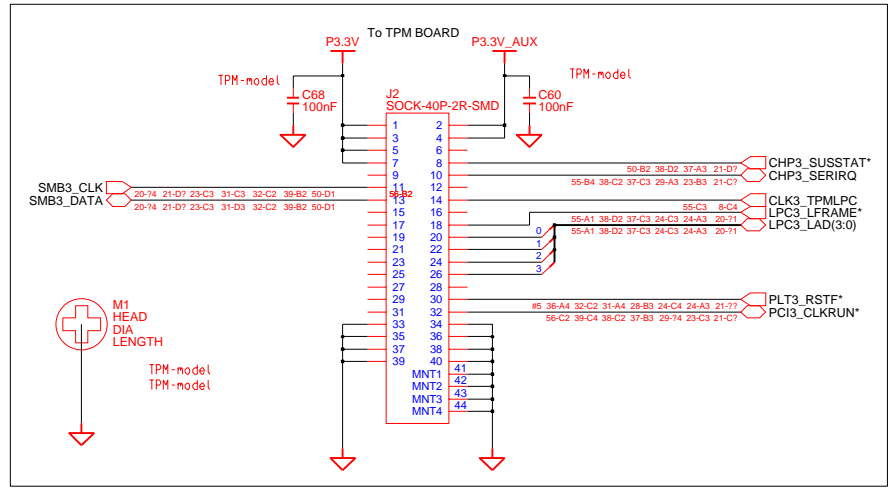 To TPM BOARD
P3.3V
P3.3V_AUX
TPM-model
TPM-model
C68
100nF
C60
100nF
J2
SOCK-40P-2R-SMD
1 2
3 4
5 6
7 8
9 10
11 12
13 14
15 16
17 18
19 20
21 22
23 24
25 26
27 28
29 30
31 32
33 34
35 36
37 38
39 40
MNT1 41
MNT2 42
MNT3 43
MNT4 44
SMB3_CLK
20-?4 21-D? 23-C3 31-C3 32-C2 39-B2 50-D1
56-B2
SMB3_DATA
20-?4 21-D? 23-C3 31-D3 32-C2 39-B2 50-D1
CHP3_SUSSTAT*
50-B2 38-D2 37-A3 21-D?
CHP3_SERIRQ
55-B4 38-C2 37-C3 29-A3 23-B3 21-C?
CLK3_TPMLPC
LPC3_LFRAME*
55-C3 8-C4
55-A1 38-D2 37-C3 24-C3 24-A3 20-?1
LPC3_LAD(3:0)
55-A1 38-D2 37-C3 24-C3 24-A3 20-?1
0
1
2
3
PLT3_RSTF*
#5 36-A4 32-C2 31-A4 28-B3 24-C4 24-A3 21-??
PCI3_CLKRUN*
56-C2 39-C4 38-C2 37-B3 29-?4 23-C3 21-C?
M1
HEAD
DIA
LENGTH
TPM-model
TPM-model